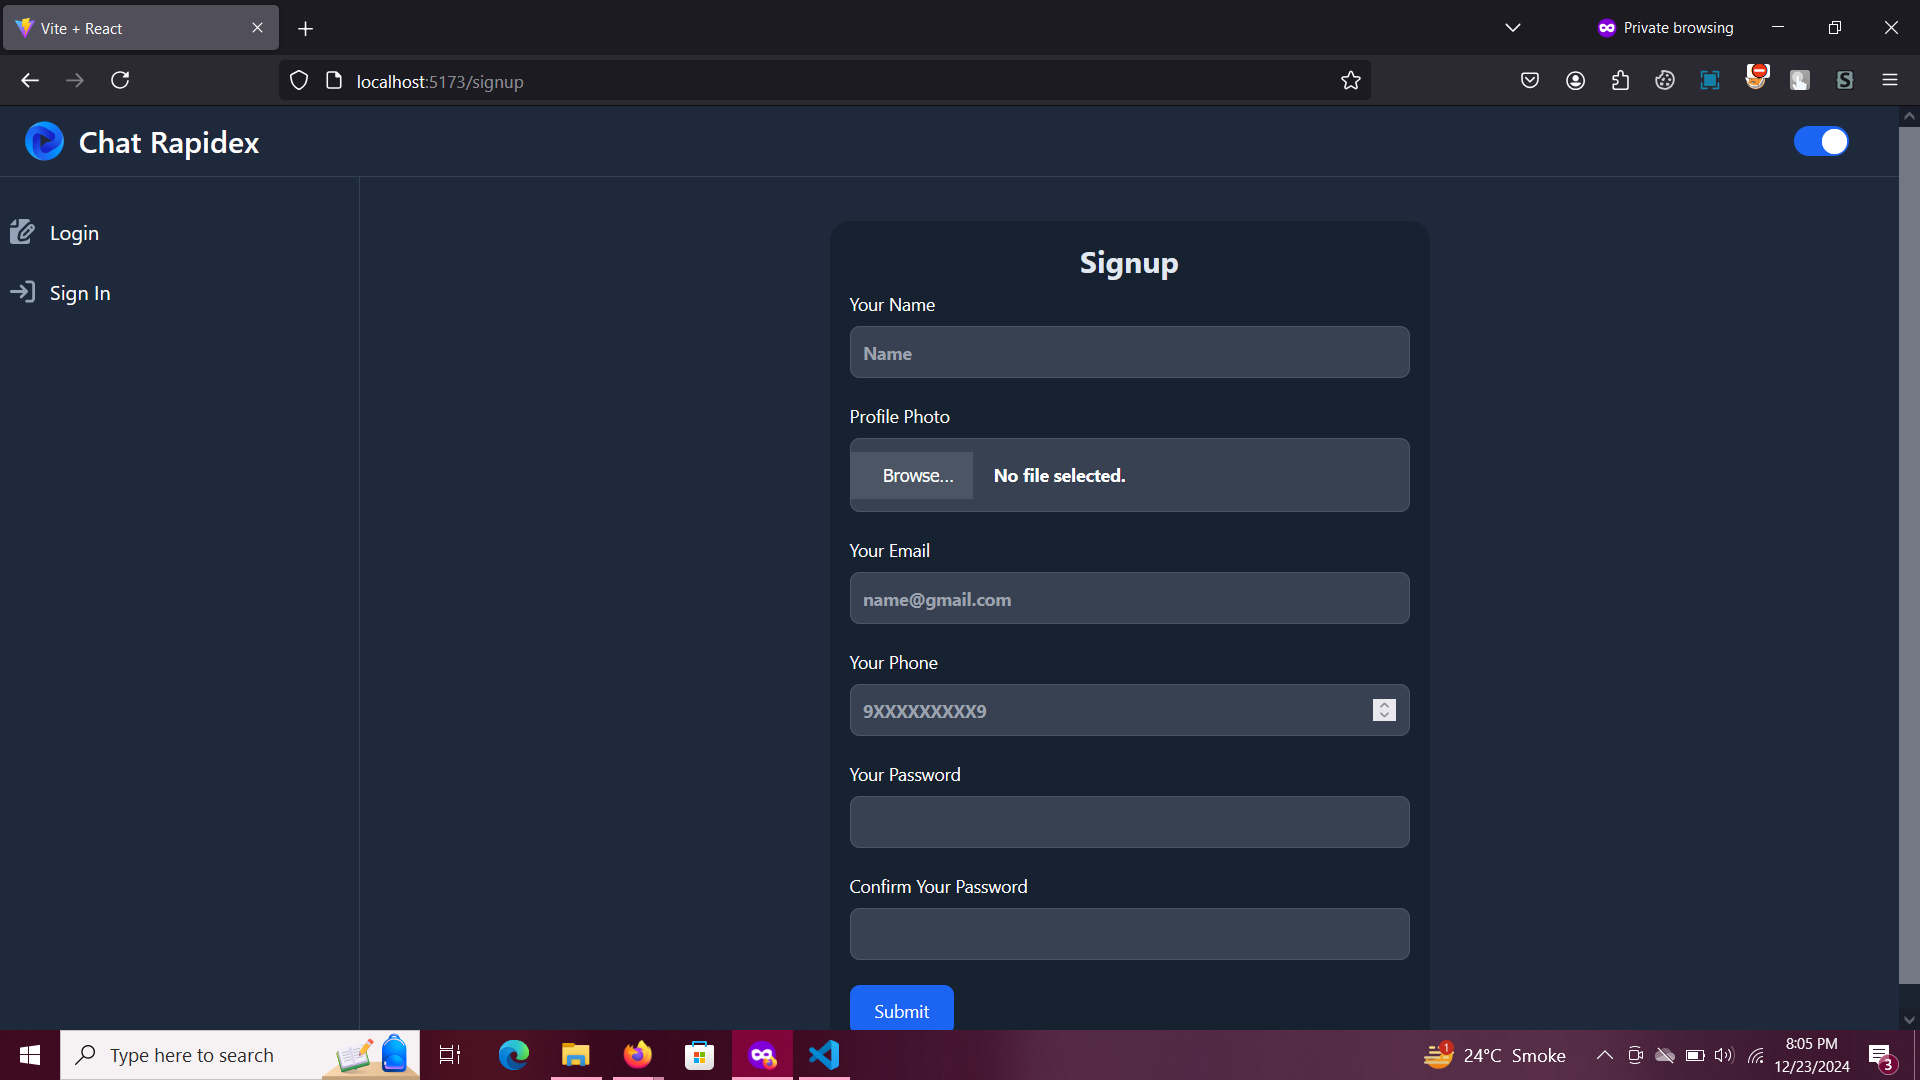 Vite + React
Private browsing
localhost:5173/signup
Chat Rapidex
Login
Sign In
Signup
Your Name
Name
Profile Photo
Browse... No file selected.
Your Email
name@gmail.com
Your Phone
9XXXXXXXXX9
Your Password
Confirm Your Password
Submit
Type here to search
1
24°C Smoke
8:05 PM
12/23/2024
3